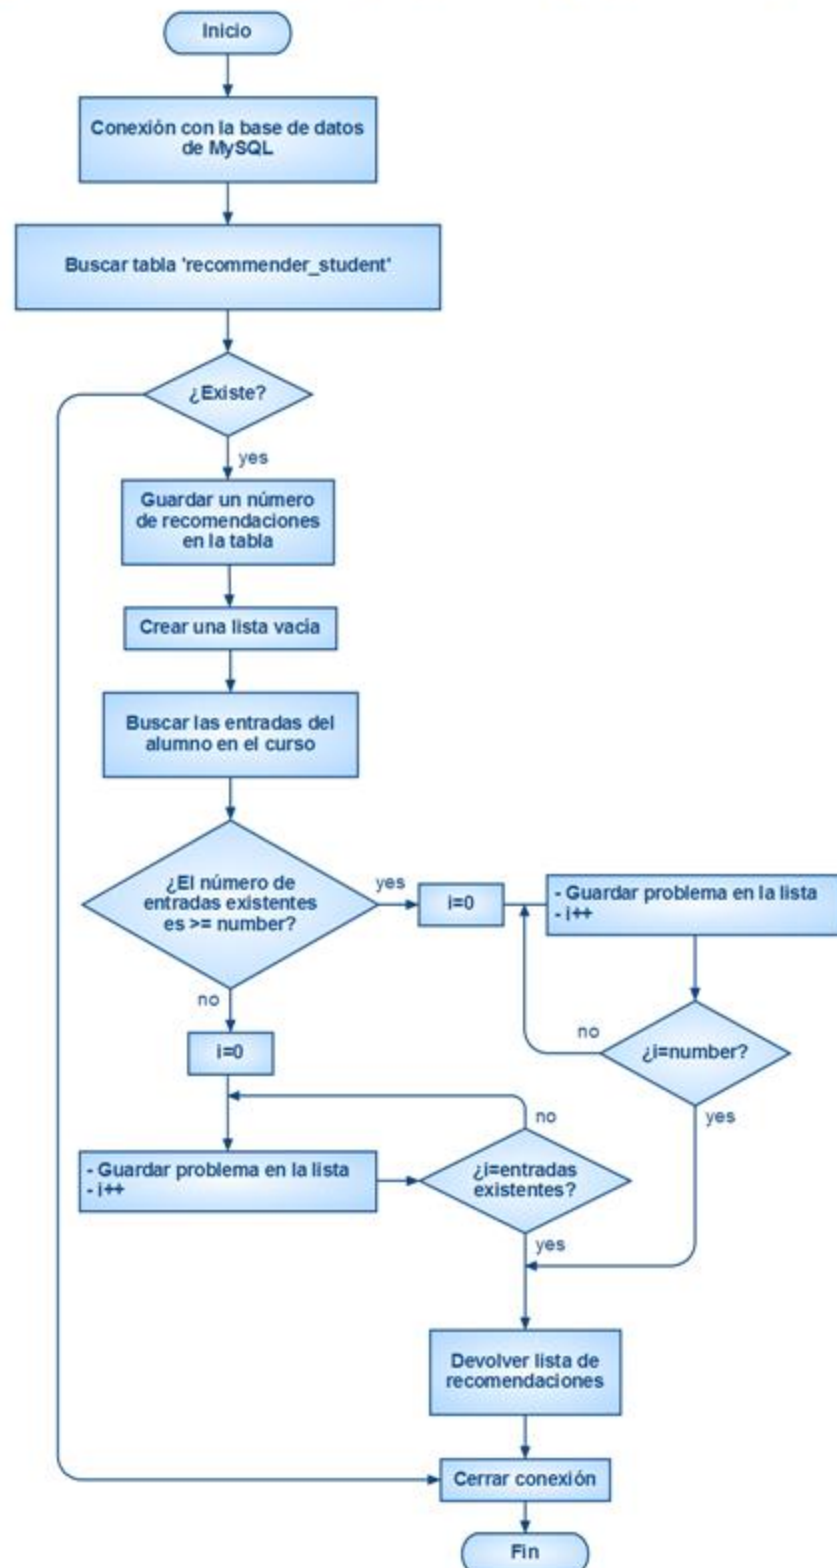 Inicio
Conexión con la base de datos
de MySQL
Buscar tabla 'recommender_student'
¿Existe?
yes
Guardar un número
de recomendaciones
en la tabla
Crear una lista vacía
Buscar las entradas del
alumno en el curso
¿El número de
entradas existentes
es >= number?
yes
i=0
- Guardar problema en la lista
- i++
no
i=0
no
¿i=number?
yes
no
- Guardar problema en la lista
- i++
¿i=entradas
existentes?
yes
Devolver lista de
recomendaciones
Cerrar conexión
Fin